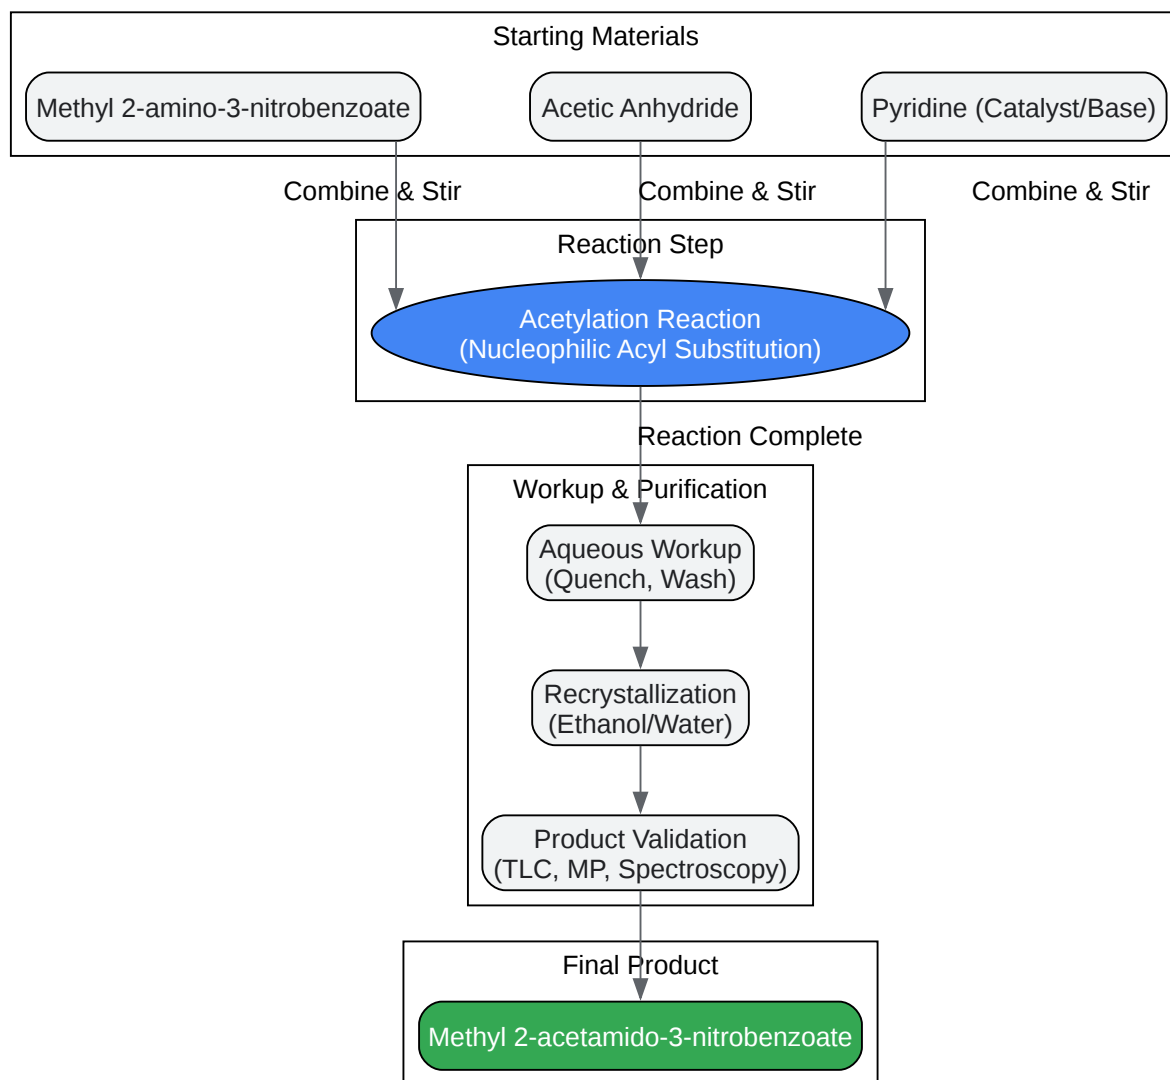 Starting Materials
Methyl 2-amino-3-nitrobenzoate
Acetic Anhydride
Pyridine (Catalyst/Base)
Combine & Stir
Combine & Stir
Combine & Stir
Reaction Step
Acetylation Reaction
(Nucleophilic Acyl Substitution)
Reaction Complete
Workup & Purification
Aqueous Workup
(Quench, Wash)
Recrystallization
(Ethanol/Water)
Product Validation
(TLC, MP, Spectroscopy)
Final Product
Methyl 2-acetamido-3-nitrobenzoate